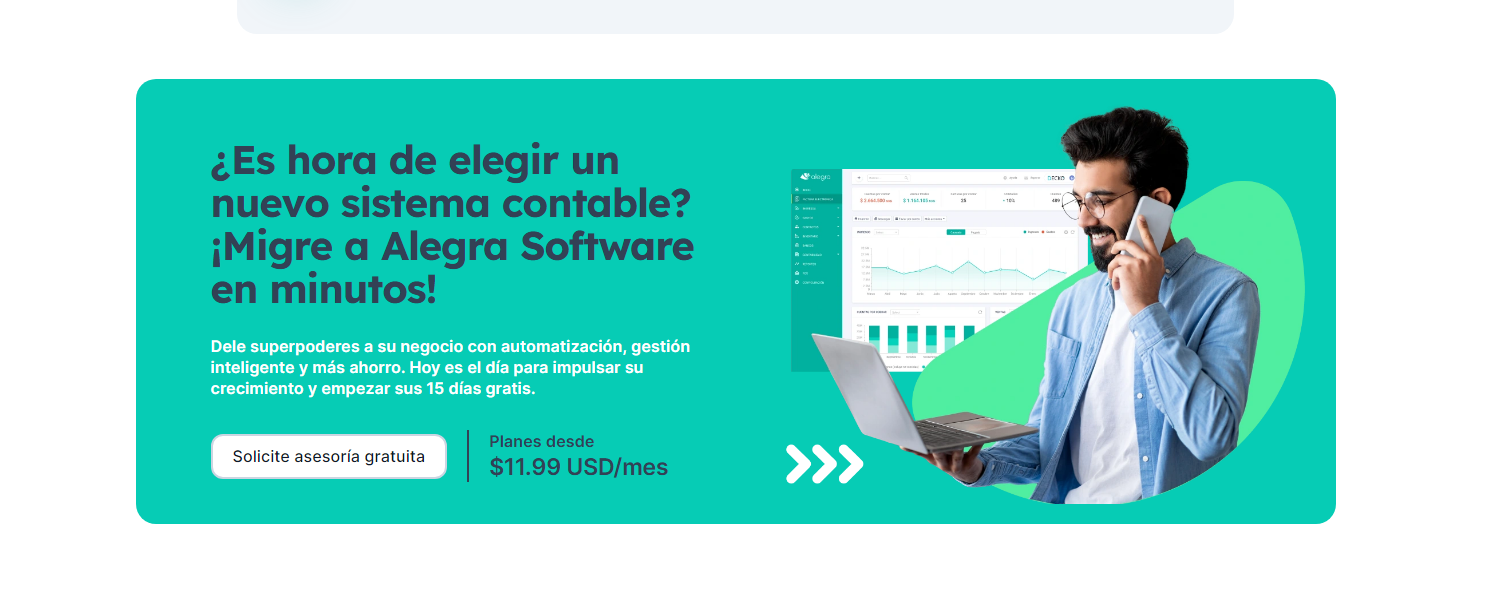 ¿Es hora de elegir un
nuevo sistema contable?
¡Migre a Alegra Software
en minutos!
Dele superpoderes a su negocio con automatización, gestión
inteligente y más ahorro. Hoy es el día para impulsar su
crecimiento y empezar sus 15 días gratis.
Solicite asesoría gratuita
Planes desde
$11.99 USD/mes
alegra